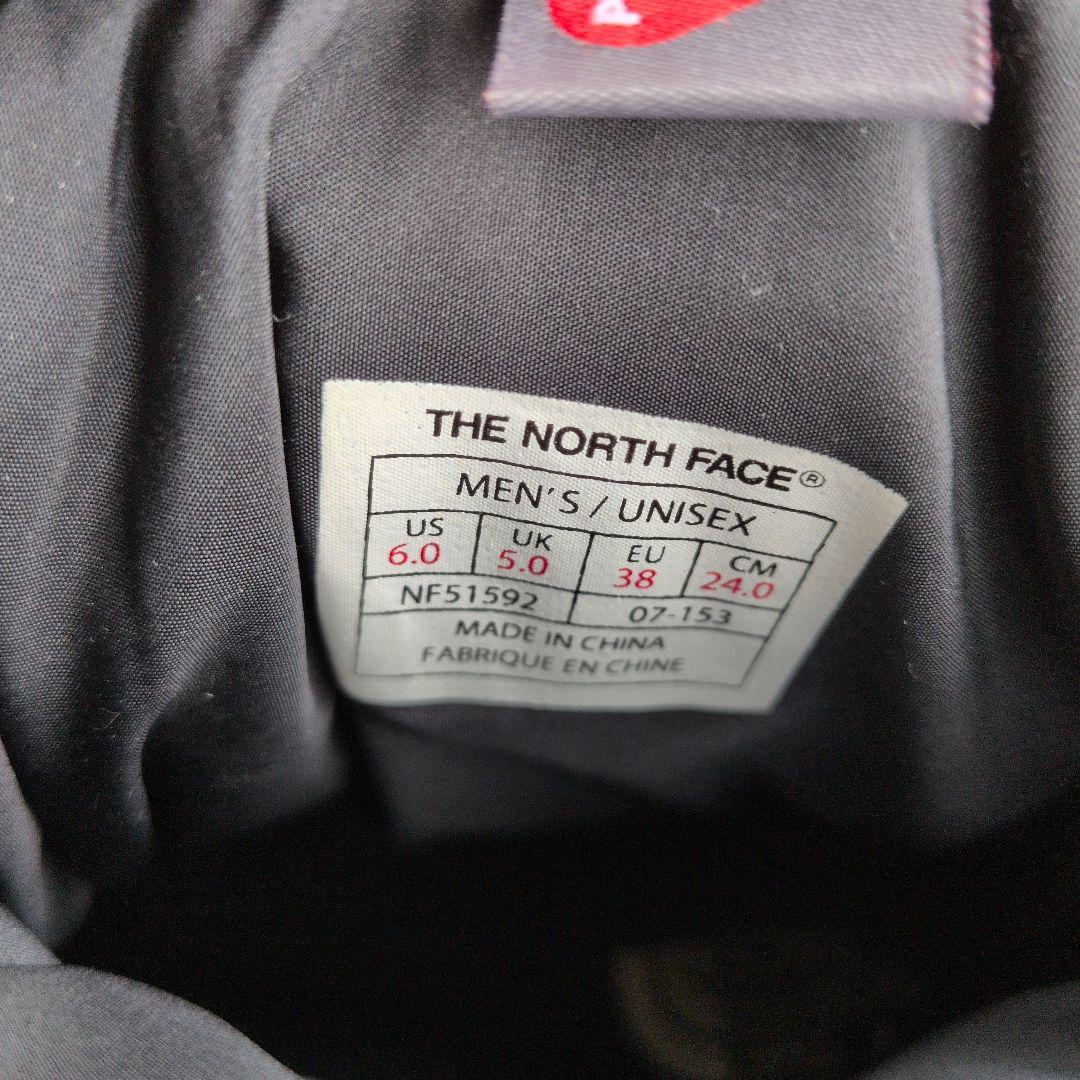 THE NORTH FACE®
MEN'S / UNISEX
US UK EU CM
6.0 5.0 38 24.0
NF51592 07-153
MADE IN CHINA
FABRIQUE EN CHINE